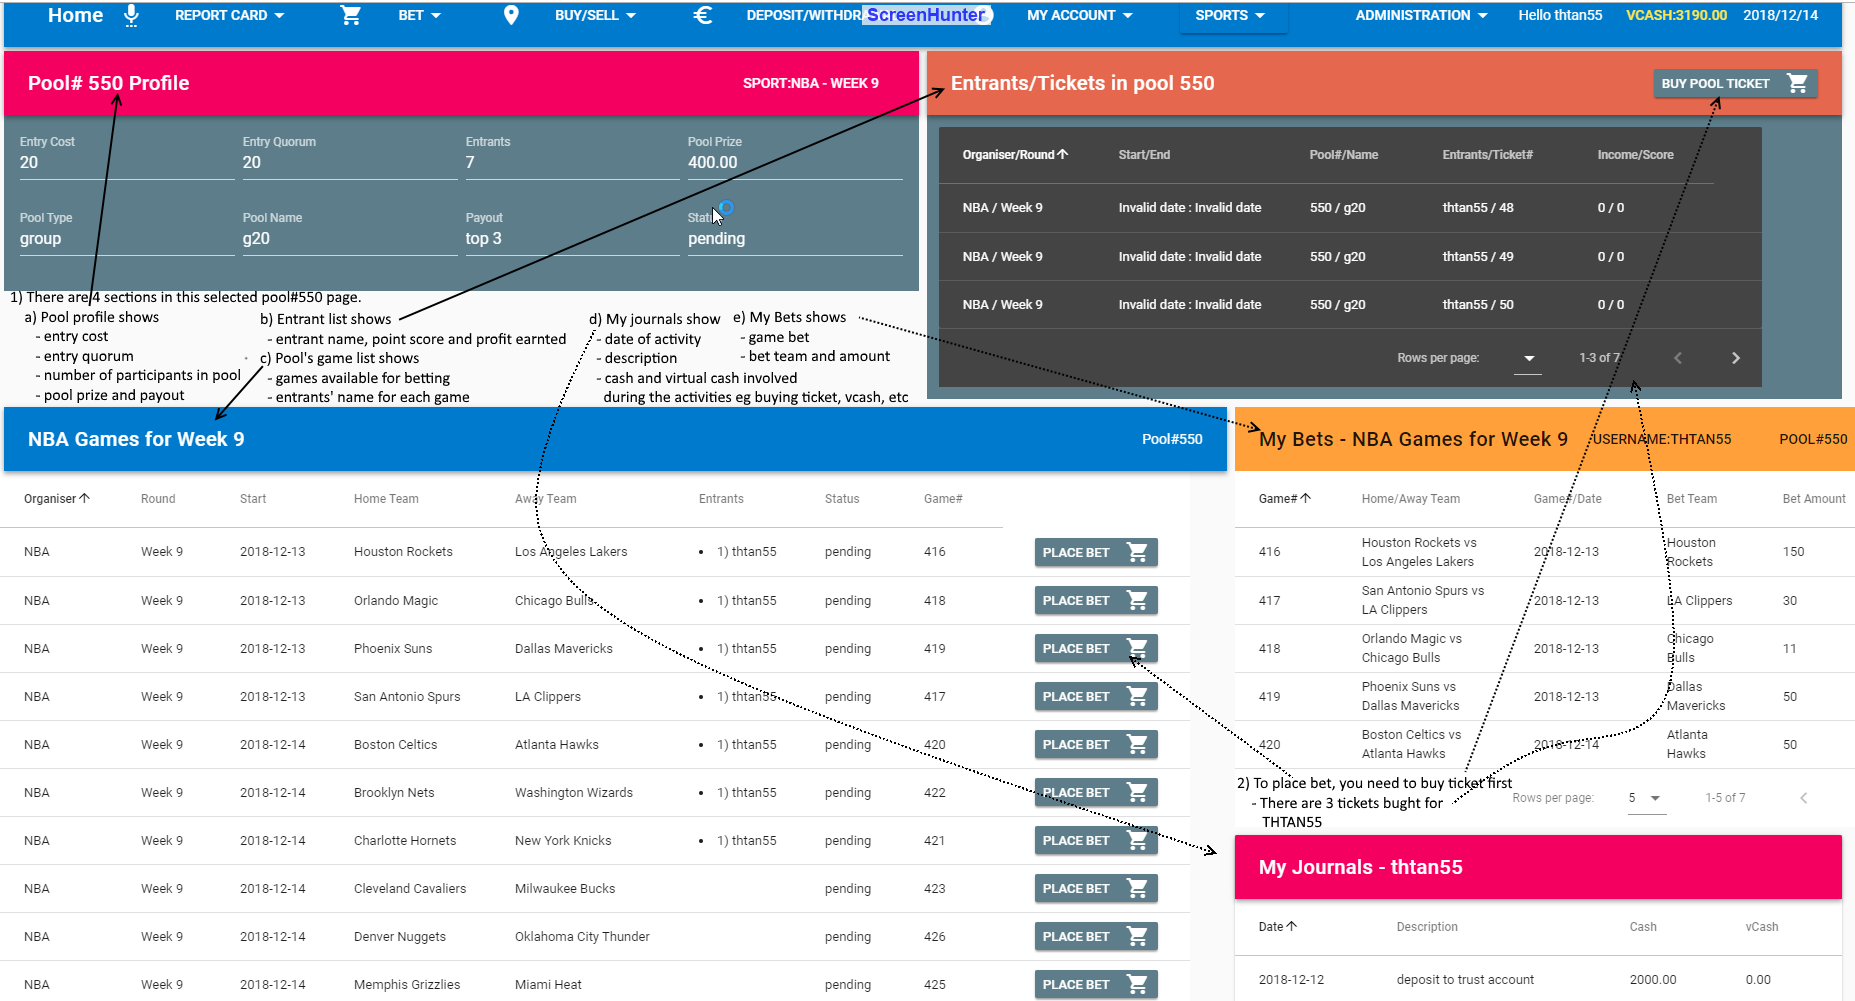 Home REPORT CARD BET BUY/SELL DEPOSIT/WITHDRA ScreenHunter MY ACCOUNT SPORTS ADMINISTRATION Hello thtan55 VCASH:3190.00 2018/12/14
Pool# 550 Profile SPORT:NBA - WEEK 9
Entry Cost Entry Quorum Entrants Pool Prize
20 20 7 400.00
Pool Type Pool Name Payout
group g20 top 3 pending
Entrants/Tickets in pool 550 BUY POOL TICKET
Organiser/Round Start/End Pool#/Name Entrants/Ticket# Income/Score
NBA / Week 9 Invalid date : Invalid date 550 / g20 thtan55 / 48 0 / 0
NBA / Week 9 Invalid date : Invalid date 550 / g20 thtan55 / 49 0 / 0
NBA / Week 9 Invalid date : Invalid date 550 / g20 thtan55 / 50 0 / 0
Rows per page: 1-3 of 7
1) There are 4 sections in this selected pool#550 page.
a) Pool profile shows
- entry cost
- entry quorum
- number of participants in pool
- pool prize and payout
b) Entrant list shows
- entrant name, point score and profit earnted
c) Pool's game list shows
- games available for betting
- entrants' name for each game
d) My journals show
- date of activity
- description
- cash and virtual cash involved
during the activities eg buying ticket, vcash, etc
e) My Bets shows
- game bet
- bet team and amount
NBA Games for Week 9 Pool#550
Organiser Round Start Home Team Away Team Entrants Status Game#
NBA Week 9 2018-12-13 Houston Rockets Los Angeles Lakers • 1) thtan55 pending 416 PLACE BET
NBA Week 9 2018-12-13 Orlando Magic Chicago Bulls • 1) thtan55 pending 418 PLACE BET
NBA Week 9 2018-12-13 Phoenix Suns Dallas Mavericks • 1) thtan55 pending 419 PLACE BET
NBA Week 9 2018-12-13 San Antonio Spurs LA Clippers • 1) thtan55 pending 417 PLACE BET
NBA Week 9 2018-12-14 Boston Celtics Atlanta Hawks • 1) thtan55 pending 420 PLACE BET
NBA Week 9 2018-12-14 Brooklyn Nets Washington Wizards • 1) thtan55 pending 422 PLACE BET
NBA Week 9 2018-12-14 Charlotte Hornets New York Knicks • 1) thtan55 pending 421 PLACE BET
NBA Week 9 2018-12-14 Cleveland Cavaliers Milwaukee Bucks pending 423 PLACE BET
NBA Week 9 2018-12-14 Denver Nuggets Oklahoma City Thunder pending 426 PLACE BET
NBA Week 9 2018-12-14 Memphis Grizzlies Miami Heat pending 425 PLACE BET
My Bets - NBA Games for Week 9 USERNAME:THTAN55 POOL#550
Game# Home/Away Team Game#/Date Bet Team Bet Amount
416 Houston Rockets vs 2018-12-13 Houston 150
Los Angeles Lakers Rockets
417 San Antonio Spurs vs 2018-12-13 LA Clippers 30
LA Clippers
418 Orlando Magic vs 2018-12-13 Chicago 11
Chicago Bulls Bulls
419 Phoenix Suns vs 2018-12-13 Dallas 50
Dallas Mavericks Mavericks
420 Boston Celtics vs 2018-12-14 Atlanta 50
Atlanta Hawks Hawks
2) To place bet, you need to buy ticket first
- There are 3 tickets bught for
THTAN55
Rows per page: 5 1-5 of 7
My Journals - thtan55
Date Description Cash vCash
2018-12-12 deposit to trust account 2000.00 0.00